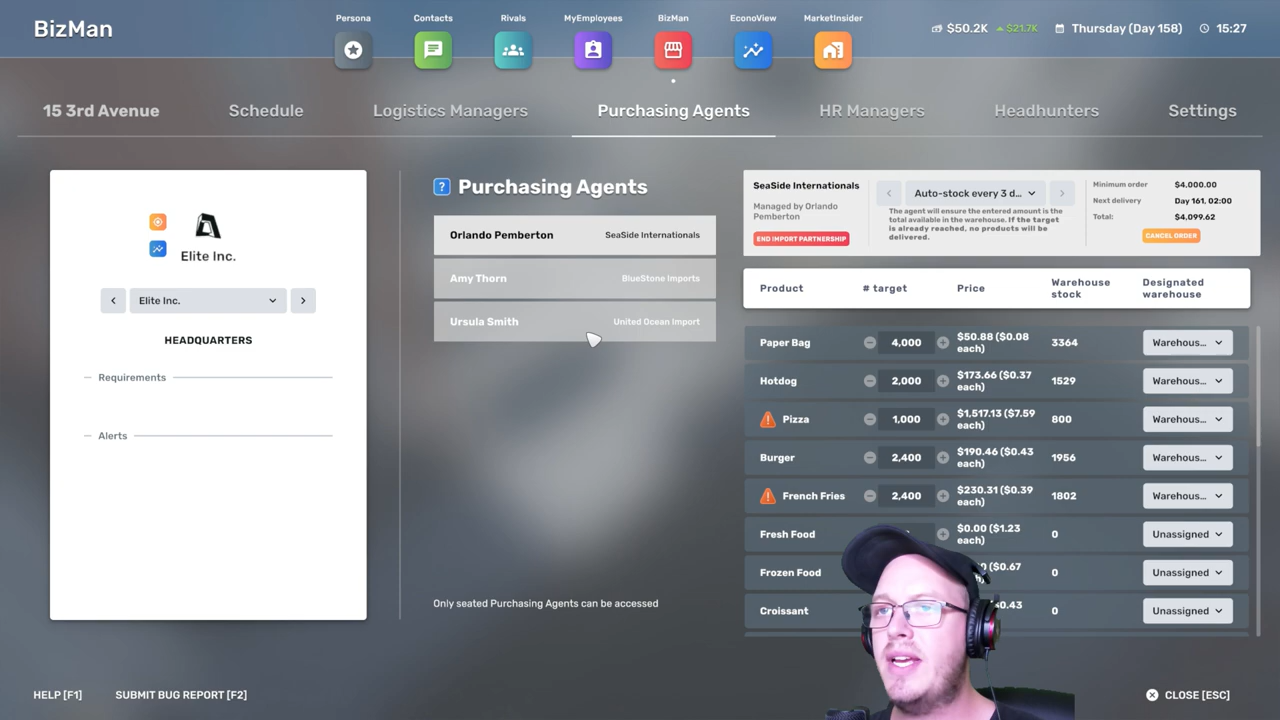 BizMan
Persona
Contacts
Rivals
MyEmployees
BizMan
EconoView
MarketInsider
$50.2K $21.7K Thursday (Day 158) 15:27
15 3rd Avenue
Schedule
Logistics Managers
Purchasing Agents
HR Managers
Headhunters
Settings
Elite Inc.
Elite Inc.
HEADQUARTERS
Requirements
Alerts
? Purchasing Agents
Orlando Pemberton SeaSide Internationals
Amy Thorn BlueStone Imports
Ursula Smith United Ocean Import
Only seated Purchasing Agents can be accessed
SeaSide Internationals
Managed by Orlando
Pemberton
END IMPORT PARTNERSHIP
Auto-stock every 3 d...
The agent will ensure the entered amount is the
total available in the warehouse. If the target
is already reached, no products will be
delivered.
Minimum order $4,000.00
Next delivery Day 161, 02:00
Total: $4,099.62
CANCEL ORDER
Product # target Price Warehouse stock Designated warehouse
Paper Bag 4,000 $50.88 ($0.08 each) 3364 Warehous...
Hotdog 2,000 $173.66 ($0.37 each) 1529 Warehous...
Pizza 1,000 $1,517.13 ($7.59 each) 800 Warehous...
Burger 2,400 $190.46 ($0.43 each) 1956 Warehous...
French Fries 2,400 $230.31 ($0.39 each) 1802 Warehous...
Fresh Food $0.00 ($1.23 each) 0 Unassigned
Frozen Food ($0.67 each) 0 Unassigned
Croissant 0 Unassigned
HELP [F1]
SUBMIT BUG REPORT [F2]
CLOSE [ESC]